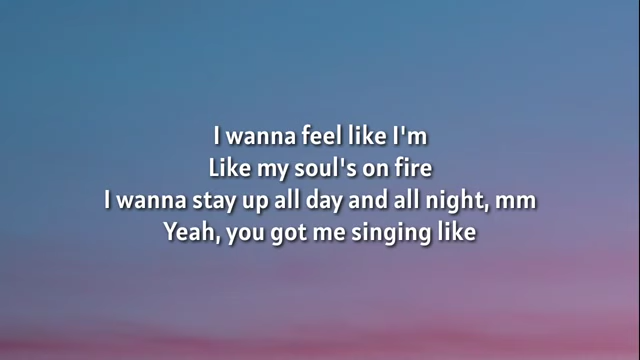 I wanna feel like I'm
Like my soul's on fire
I wanna stay up all day and all night, mm
Yeah, you got me singing like